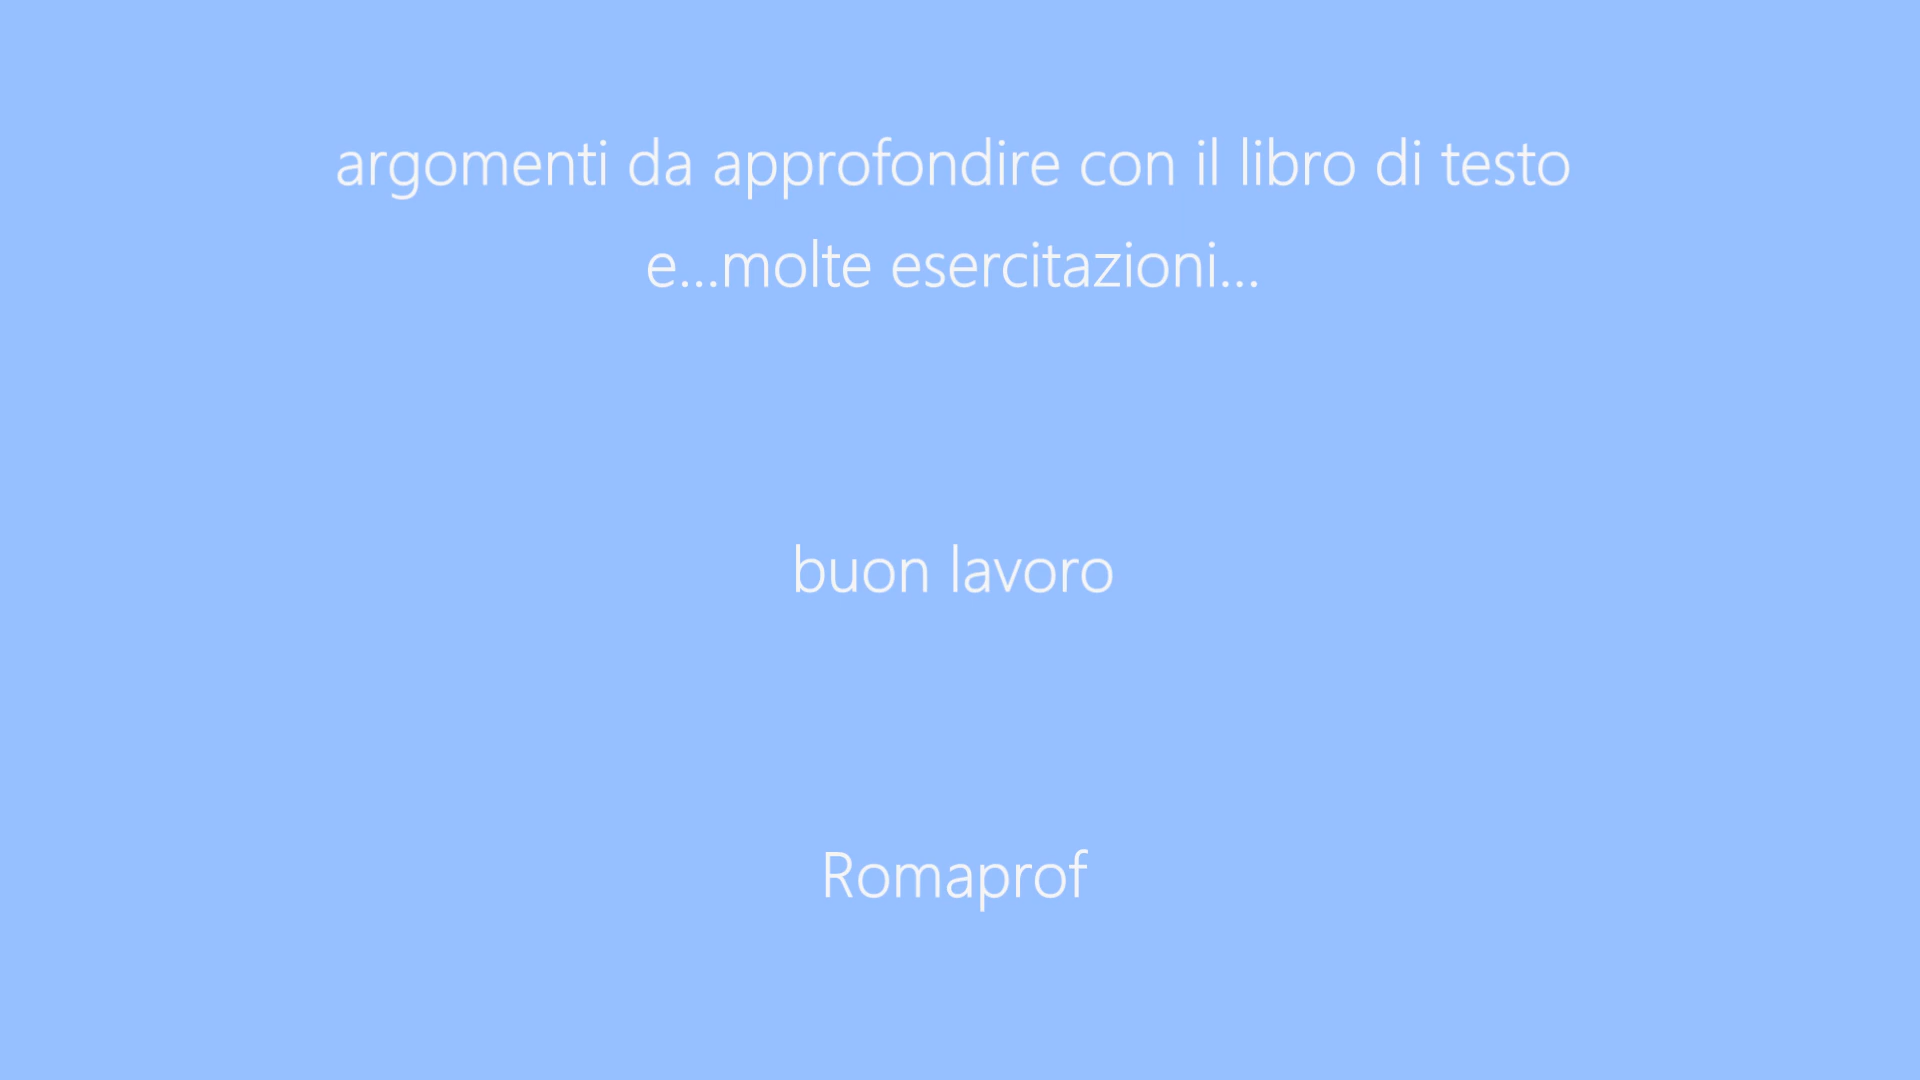 argomenti da approfondire con il libro di testo
e...molte esercitazioni...
buon lavoro
Romaprof